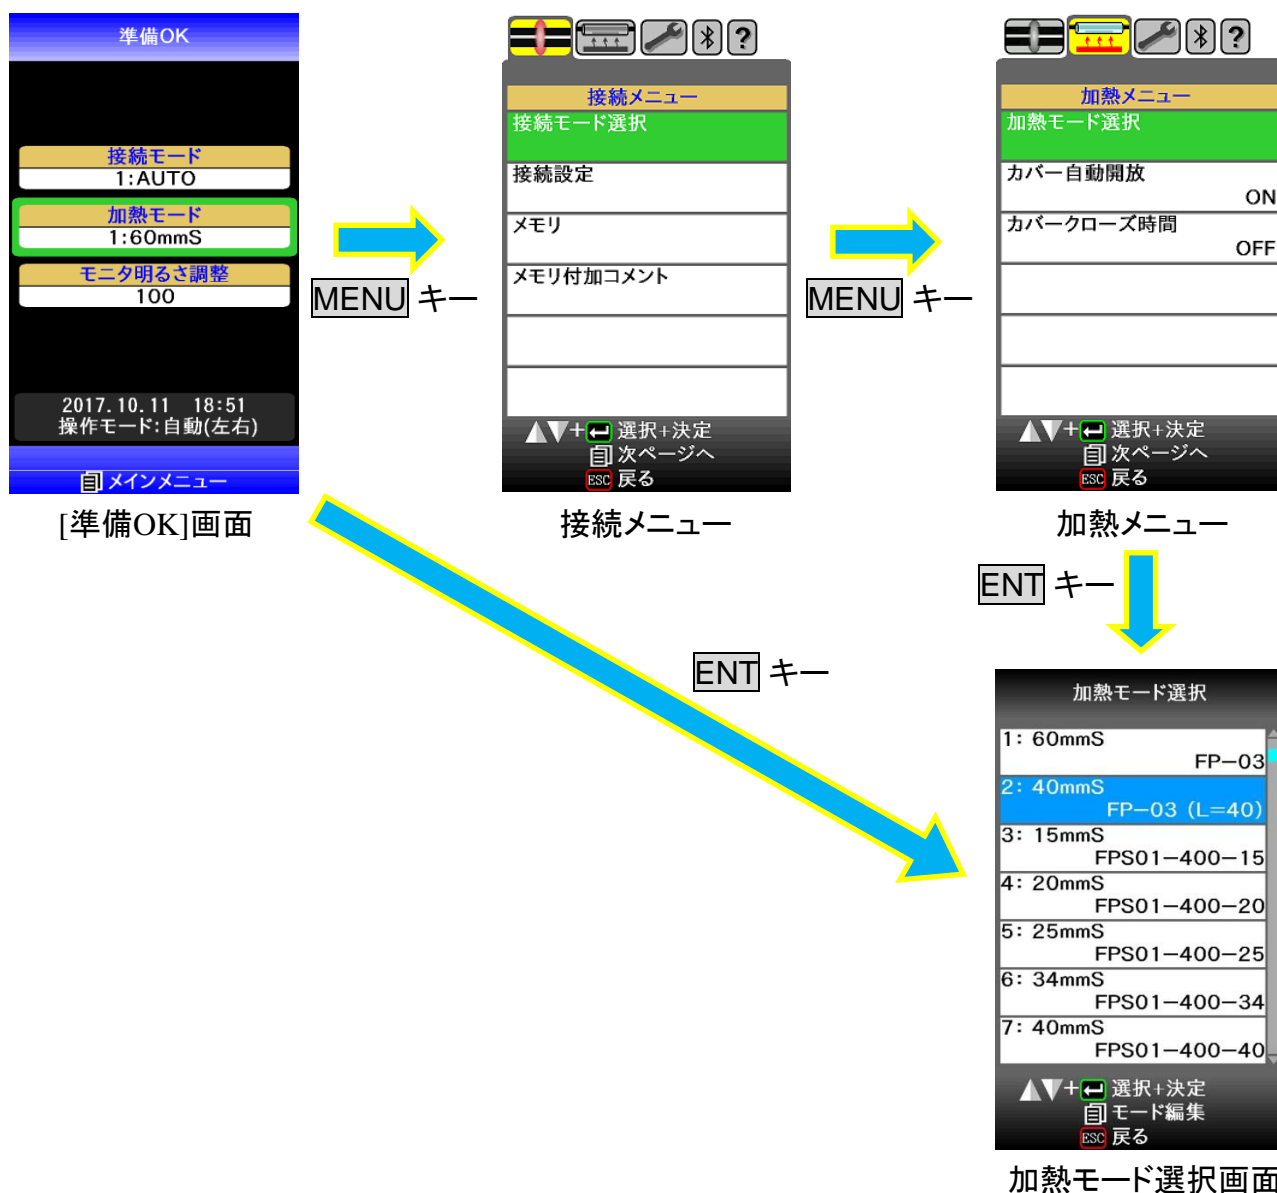 準備OK
接続モード
1:AUTO
加熱モード
1:60mmS
モニタ明るさ調整
100
2017.10.11 18:51
操作モード:自動(左右)
メインメニュー
[準備OK]画面
MENU キー
?
接続メニュー
接続モード選択
接続設定
メモリ
メモリ付加コメント
+ 選択+決定
次ページへ
ESC 戻る
接続メニュー
MENU キー
?
加熱メニュー
加熱モード選択
カバー自動開放
ON
カバークローズ時間
OFF
+ 選択+決定
次ページへ
ESC 戻る
加熱メニュー
ENT キー
ENT キー
加熱モード選択
1: 60mmS
FP-03
2: 40mmS
FP-03 (L=40)
3: 15mmS
FPS01-400-15
4: 20mmS
FPS01-400-20
5: 25mmS
FPS01-400-25
6: 34mmS
FPS01-400-34
7: 40mmS
FPS01-400-40
+ 選択+決定
モード編集
ESC 戻る
加熱モード選択画面